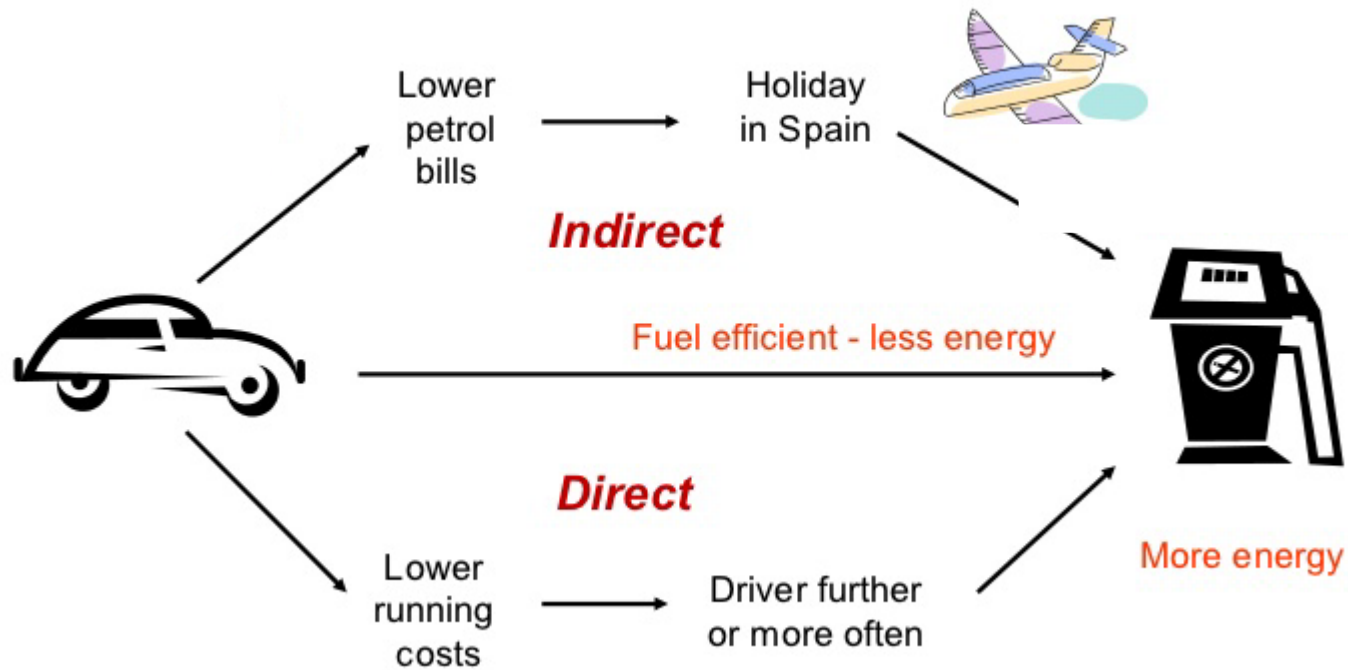 Lower
petrol
bills
Holiday
in Spain
Indirect
Fuel efficient - less energy
Direct
More energy
Lower
running
costs
Driver further
or more often